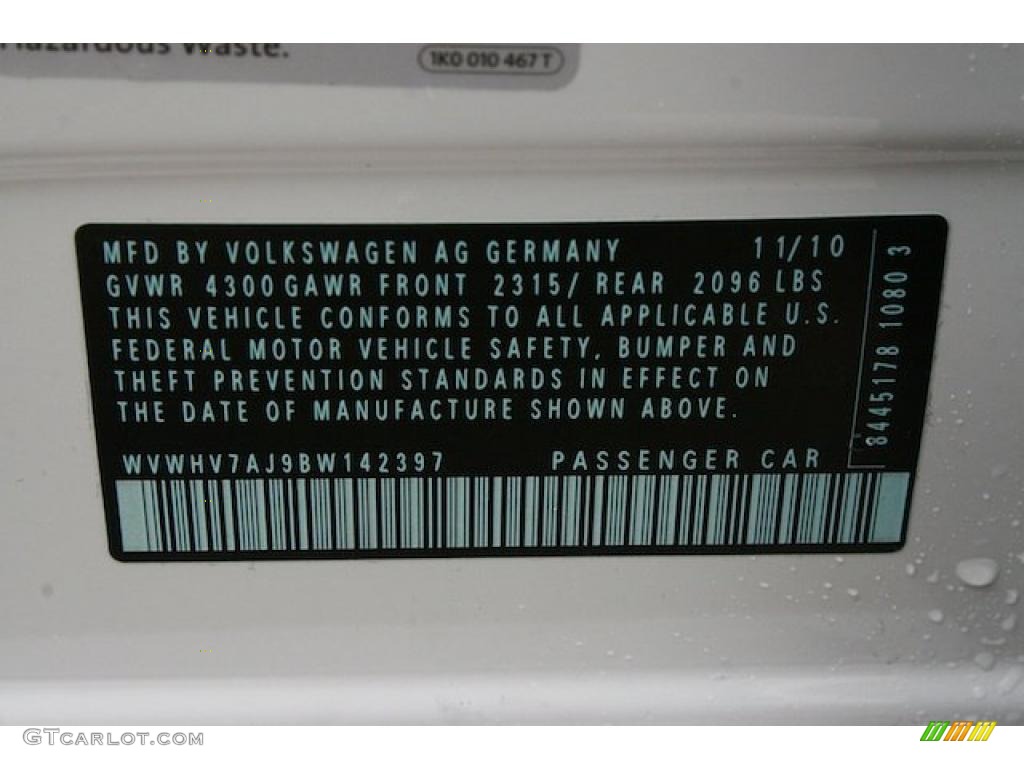 Hazardous Waste.
1K0 010 467 T
MFD BY VOLKSWAGEN AG GERMANY 11/10
GVWR 4300 GAWR FRONT 2315/ REAR 2096 LBS
THIS VEHICLE CONFORMS TO ALL APPLICABLE U.S.
FEDERAL MOTOR VEHICLE SAFETY, BUMPER AND
THEFT PREVENTION STANDARDS IN EFFECT ON
THE DATE OF MANUFACTURE SHOWN ABOVE.
WVWHV7AJ9BW142397 PASSENGER CAR
8445178 1080 3
GTCARLOT.COM